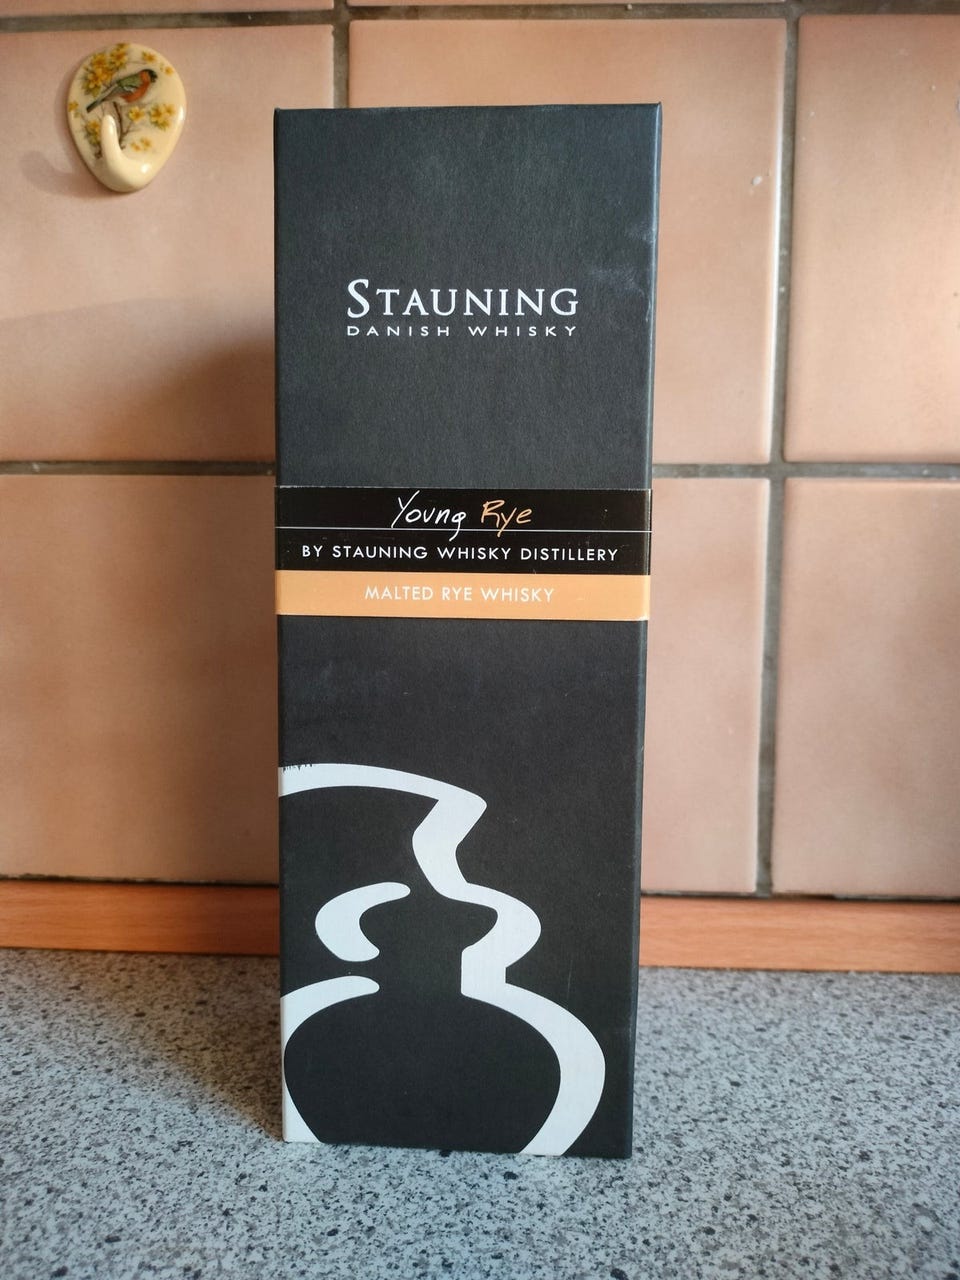 STAUNING
DANISH WHISKY
Young Rye
BY STAUNING WHISKY DISTILLERY
MALTED RYE WHISKY